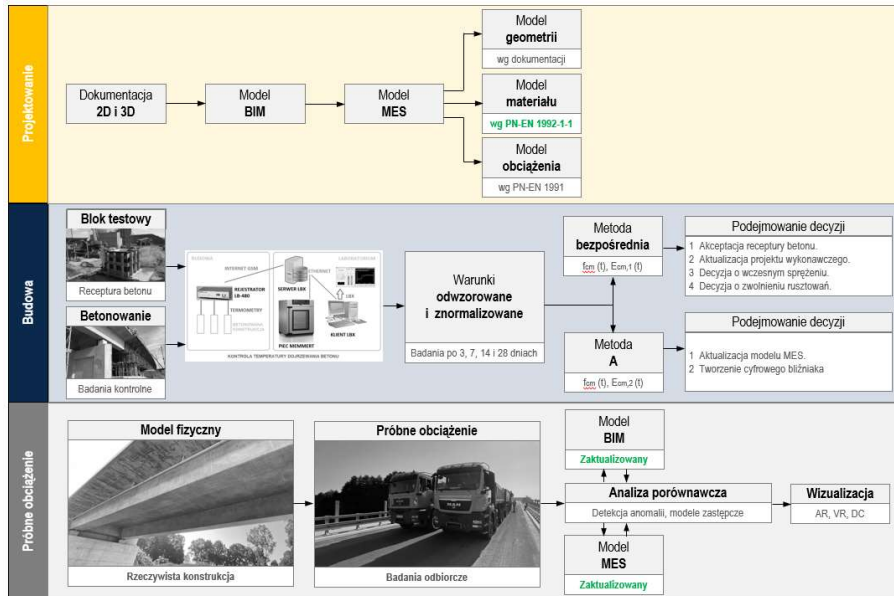 Projektowanie
Dokumentacja
2D i 3D
Model
BIM
Model
MES
Model
geometrii
wg dokumentacji
Model
materiału
wg PN-EN 1992-1-1
Model
obciążenia
wg PN-EN 1991
Budowa
Blok testowy
Receptura betonu
Betonowanie
Badania kontrolne
INTERNET GSM
ETHERNET
REJESTRATOR
LB-480
TERMOMETRY
SERWER LBX
LBX
PIEC MEMMERT
KLIENT LBX
KONTROLA TEMPERATURY DOJRZEWANIA BETONU
Warunki
odwzorowane
i znormalizowane
Badania po 3, 7, 14 i 28 dniach
Metoda
bezpośrednia
fcm (t), Ecm,1 (t)
Metoda
A
fcm (t), Ecm,2 (t)
Podejmowanie decyzji
1 Akceptacja receptury betonu.
2 Aktualizacja projektu wykonawczego.
3 Decyzja o wczesnym sprężeniu.
4 Decyzja o zwolnieniu rusztowań.
Podejmowanie decyzji
1 Aktualizacja modelu MES.
2 Tworzenie cyfrowego bliźniaka
Próbne obciążenie
Model fizyczny
Rzeczywista konstrukcja
Próbne obciążenie
Badania odbiorcze
Model
BIM
Zaktualizowany
Analiza porównawcza
Detekcja anomalii, modele zastępcze
Model
MES
Zaktualizowany
Wizualizacja
AR, VR, DC